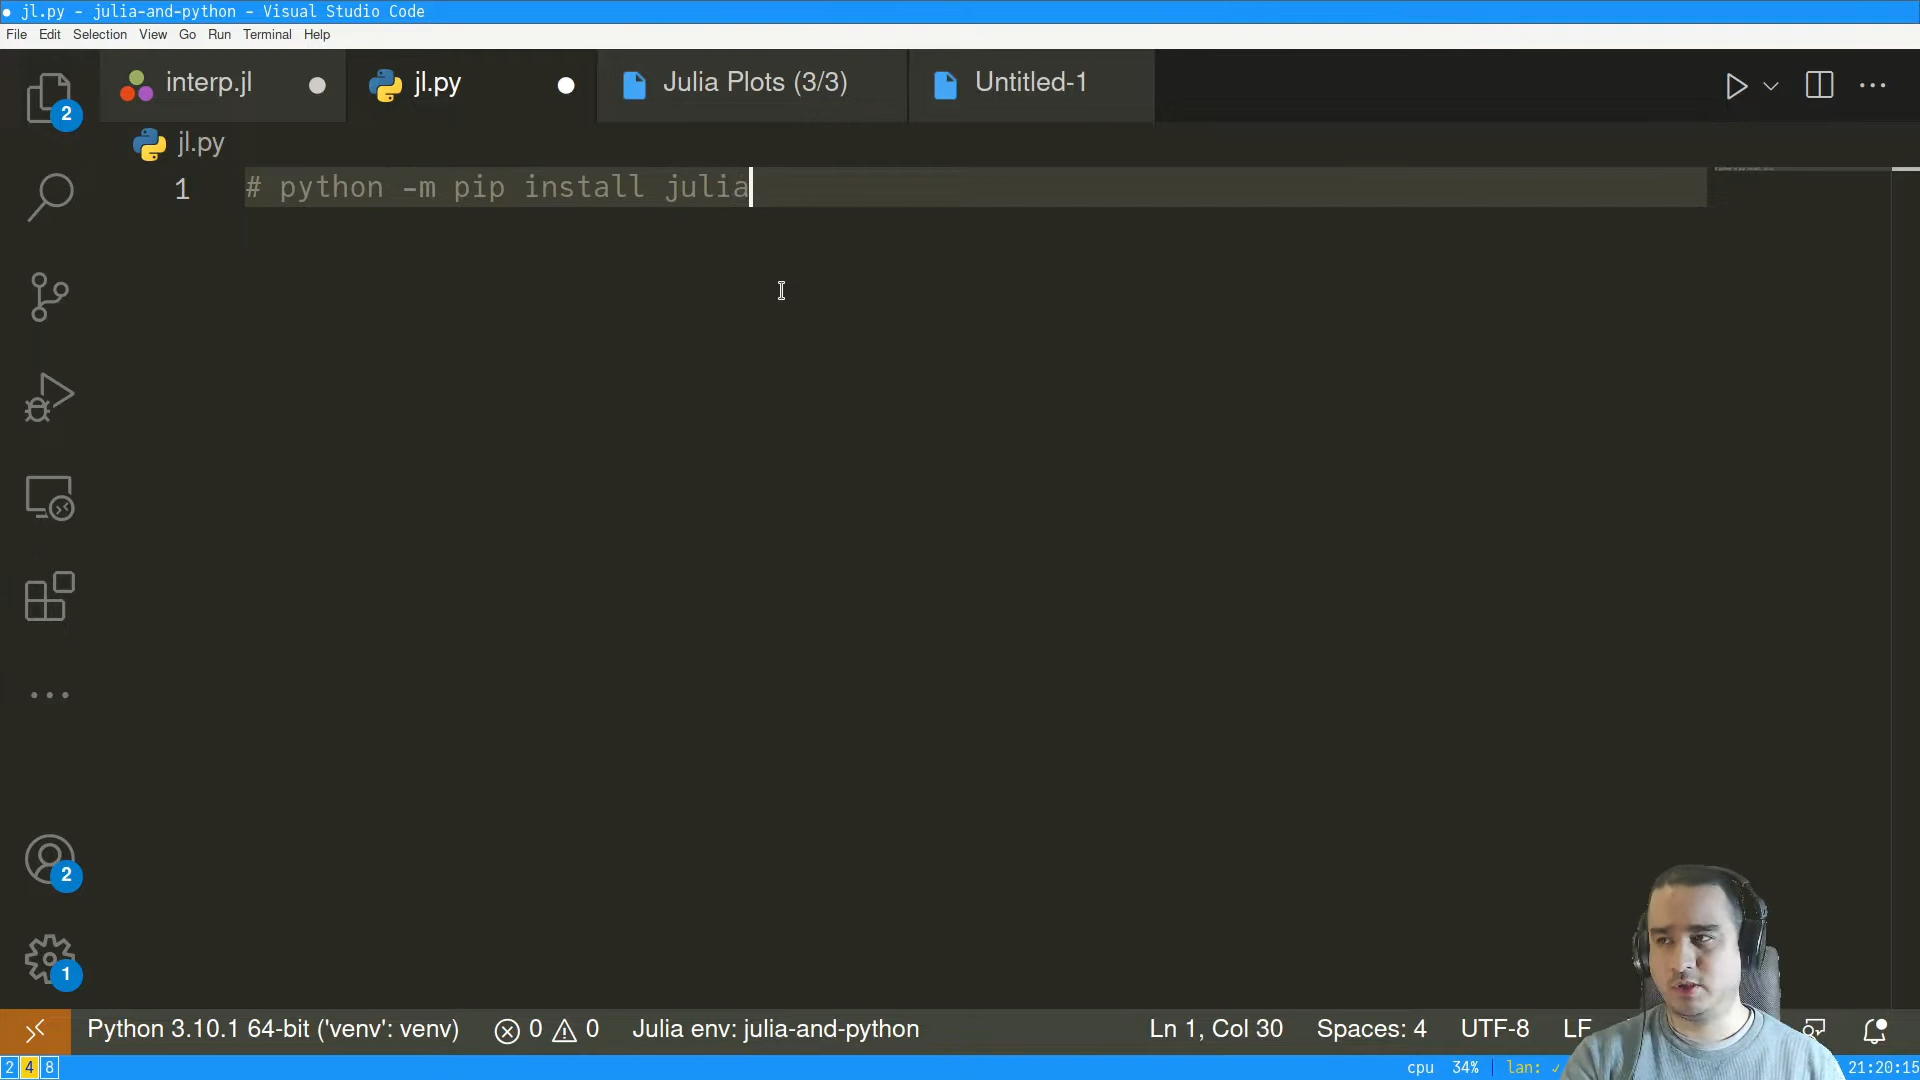 jl.py - julia-and-python - Visual Studio Code
File Edit Selection View Go Run Terminal Help
interp.jl
jl.py
Julia Plots (3/3)
Untitled-1
2
jl.py
1 # python -m pip install julia
2
1
Python 3.10.1 64-bit ('venv': venv) 0 0 Julia env: julia-and-python Ln 1, Col 30 Spaces: 4 UTF-8 LF
2 4 8 cpu 34% lan: ✓ 21:20:15